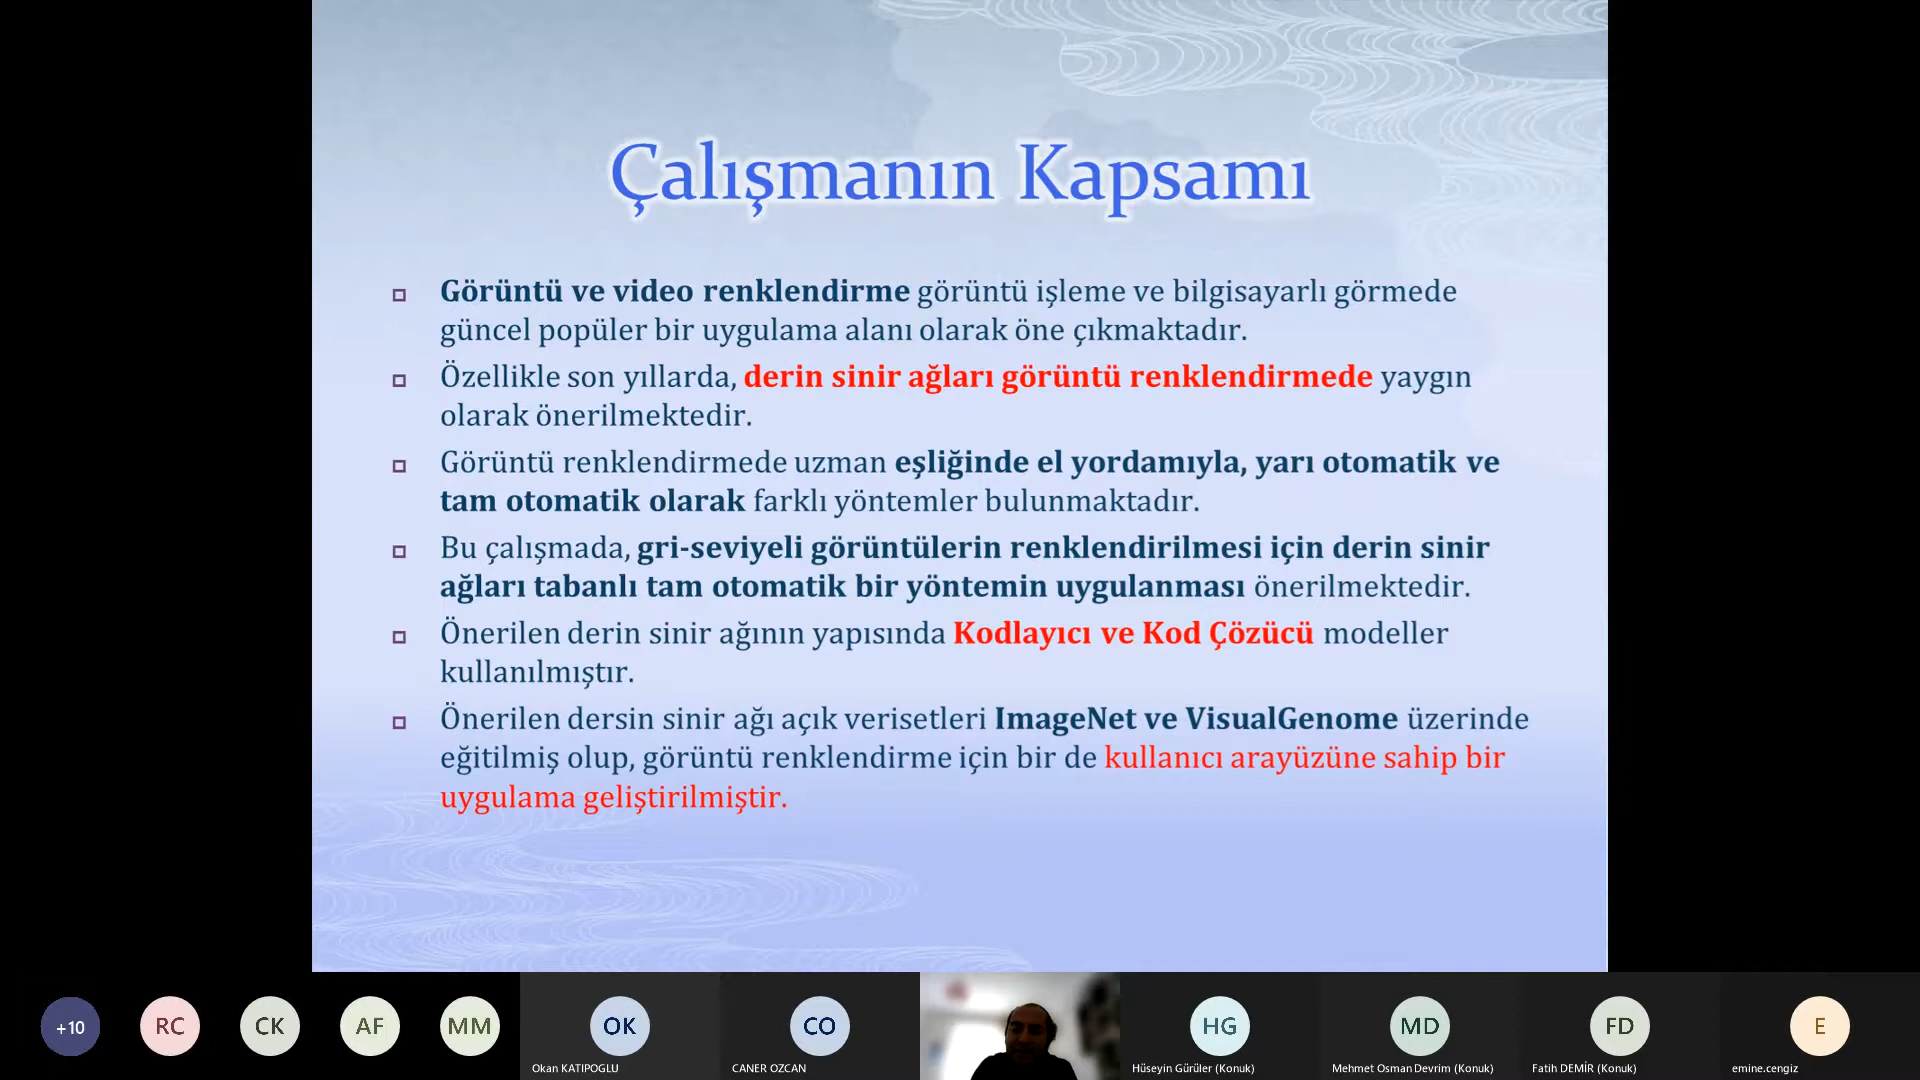 Çalışmanın Kapsamı
Görüntü ve video renklendirme görüntü işleme ve bilgisayarlı görmede
güncel popüler bir uygulama alanı olarak öne çıkmaktadır.
Özellikle son yıllarda, derin sinir ağları görüntü renklendirmede yaygın
olarak önerilmektedir.
Görüntü renklendirmede uzman eşliğinde el yordamıyla, yarı otomatik ve
tam otomatik olarak farklı yöntemler bulunmaktadır.
Bu çalışmada, gri-seviyeli görüntülerin renklendirilmesi için derin sinir
ağları tabanlı tam otomatik bir yöntemin uygulanması önerilmektedir.
Önerilen derin sinir ağının yapısında Kodlayıcı ve Kod Çözücü modeller
kullanılmıştır.
Önerilen dersin sinir ağı açık verisetleri ImageNet ve VisualGenome üzerinde
eğitilmiş olup, görüntü renklendirme için bir de kullanıcı arayüzüne sahip bir
uygulama geliştirilmiştir.
+10
RC
CK
AF
MM
OK
CO
HG
MD
FD
E
Okan KATIPOGLU
CANER OZCAN
Hüseyin Gürüler (Konuk)
Mehmet Osman Devrim (Konuk)
Fatih DEMİR (Konuk)
emine.cengiz